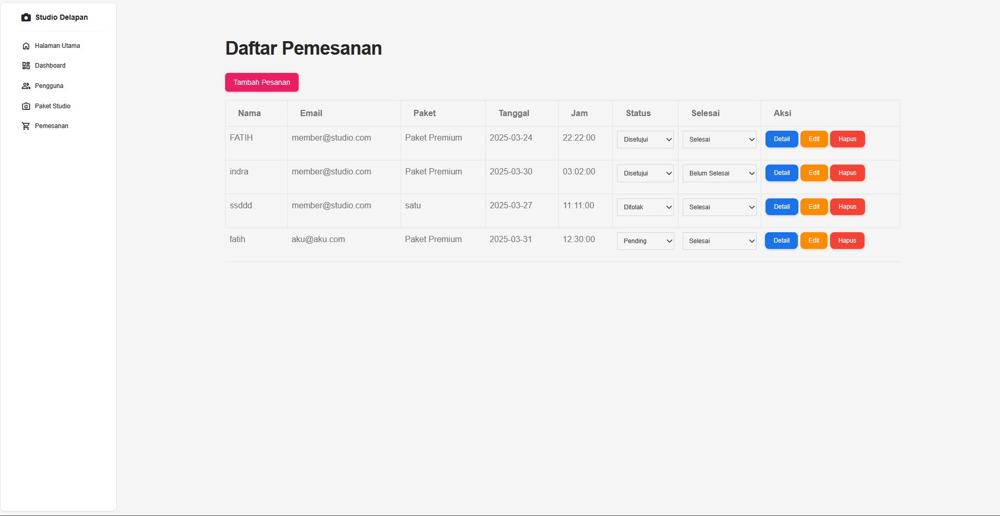 Studio Delapan
Halaman Utama
Dashboard
Pengguna
Paket Studio
Pemesanan
Daftar Pemesanan
Tambah Pesanan
Nama Email Paket Tanggal Jam Status Selesai Aksi
FATIH member@studio.com Paket Premium 2025-03-24 22:22:00 Disetujui Selesai Detail Edit Hapus
indra member@studio.com Paket Premium 2025-03-30 03:02:00 Disetujui Belum Selesai Detail Edit Hapus
ssddd member@studio.com satu 2025-03-27 11:11:00 Ditolak Selesai Detail Edit Hapus
fatih aku@aku.com Paket Premium 2025-03-31 12:30:00 Pending Selesai Detail Edit Hapus